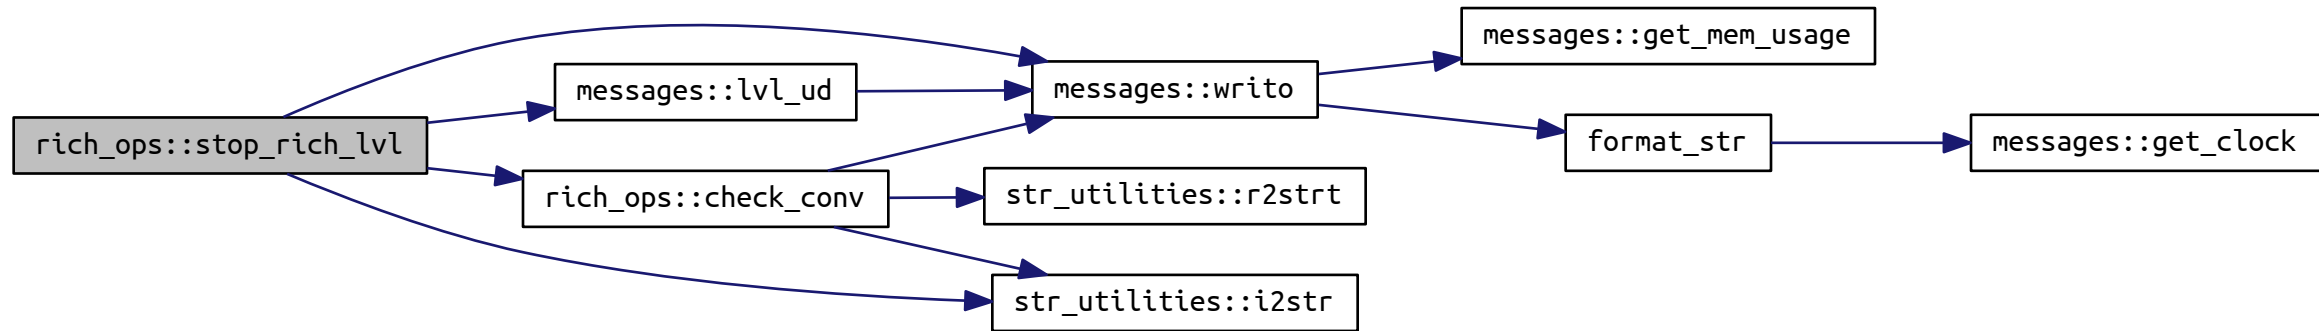 rich_ops::stop_rich_lvl
messages::lvl_ud
rich_ops::check_conv
messages::writo
str_utilities::r2strt
str_utilities::i2str
messages::get_mem_usage
format_str
messages::get_clock